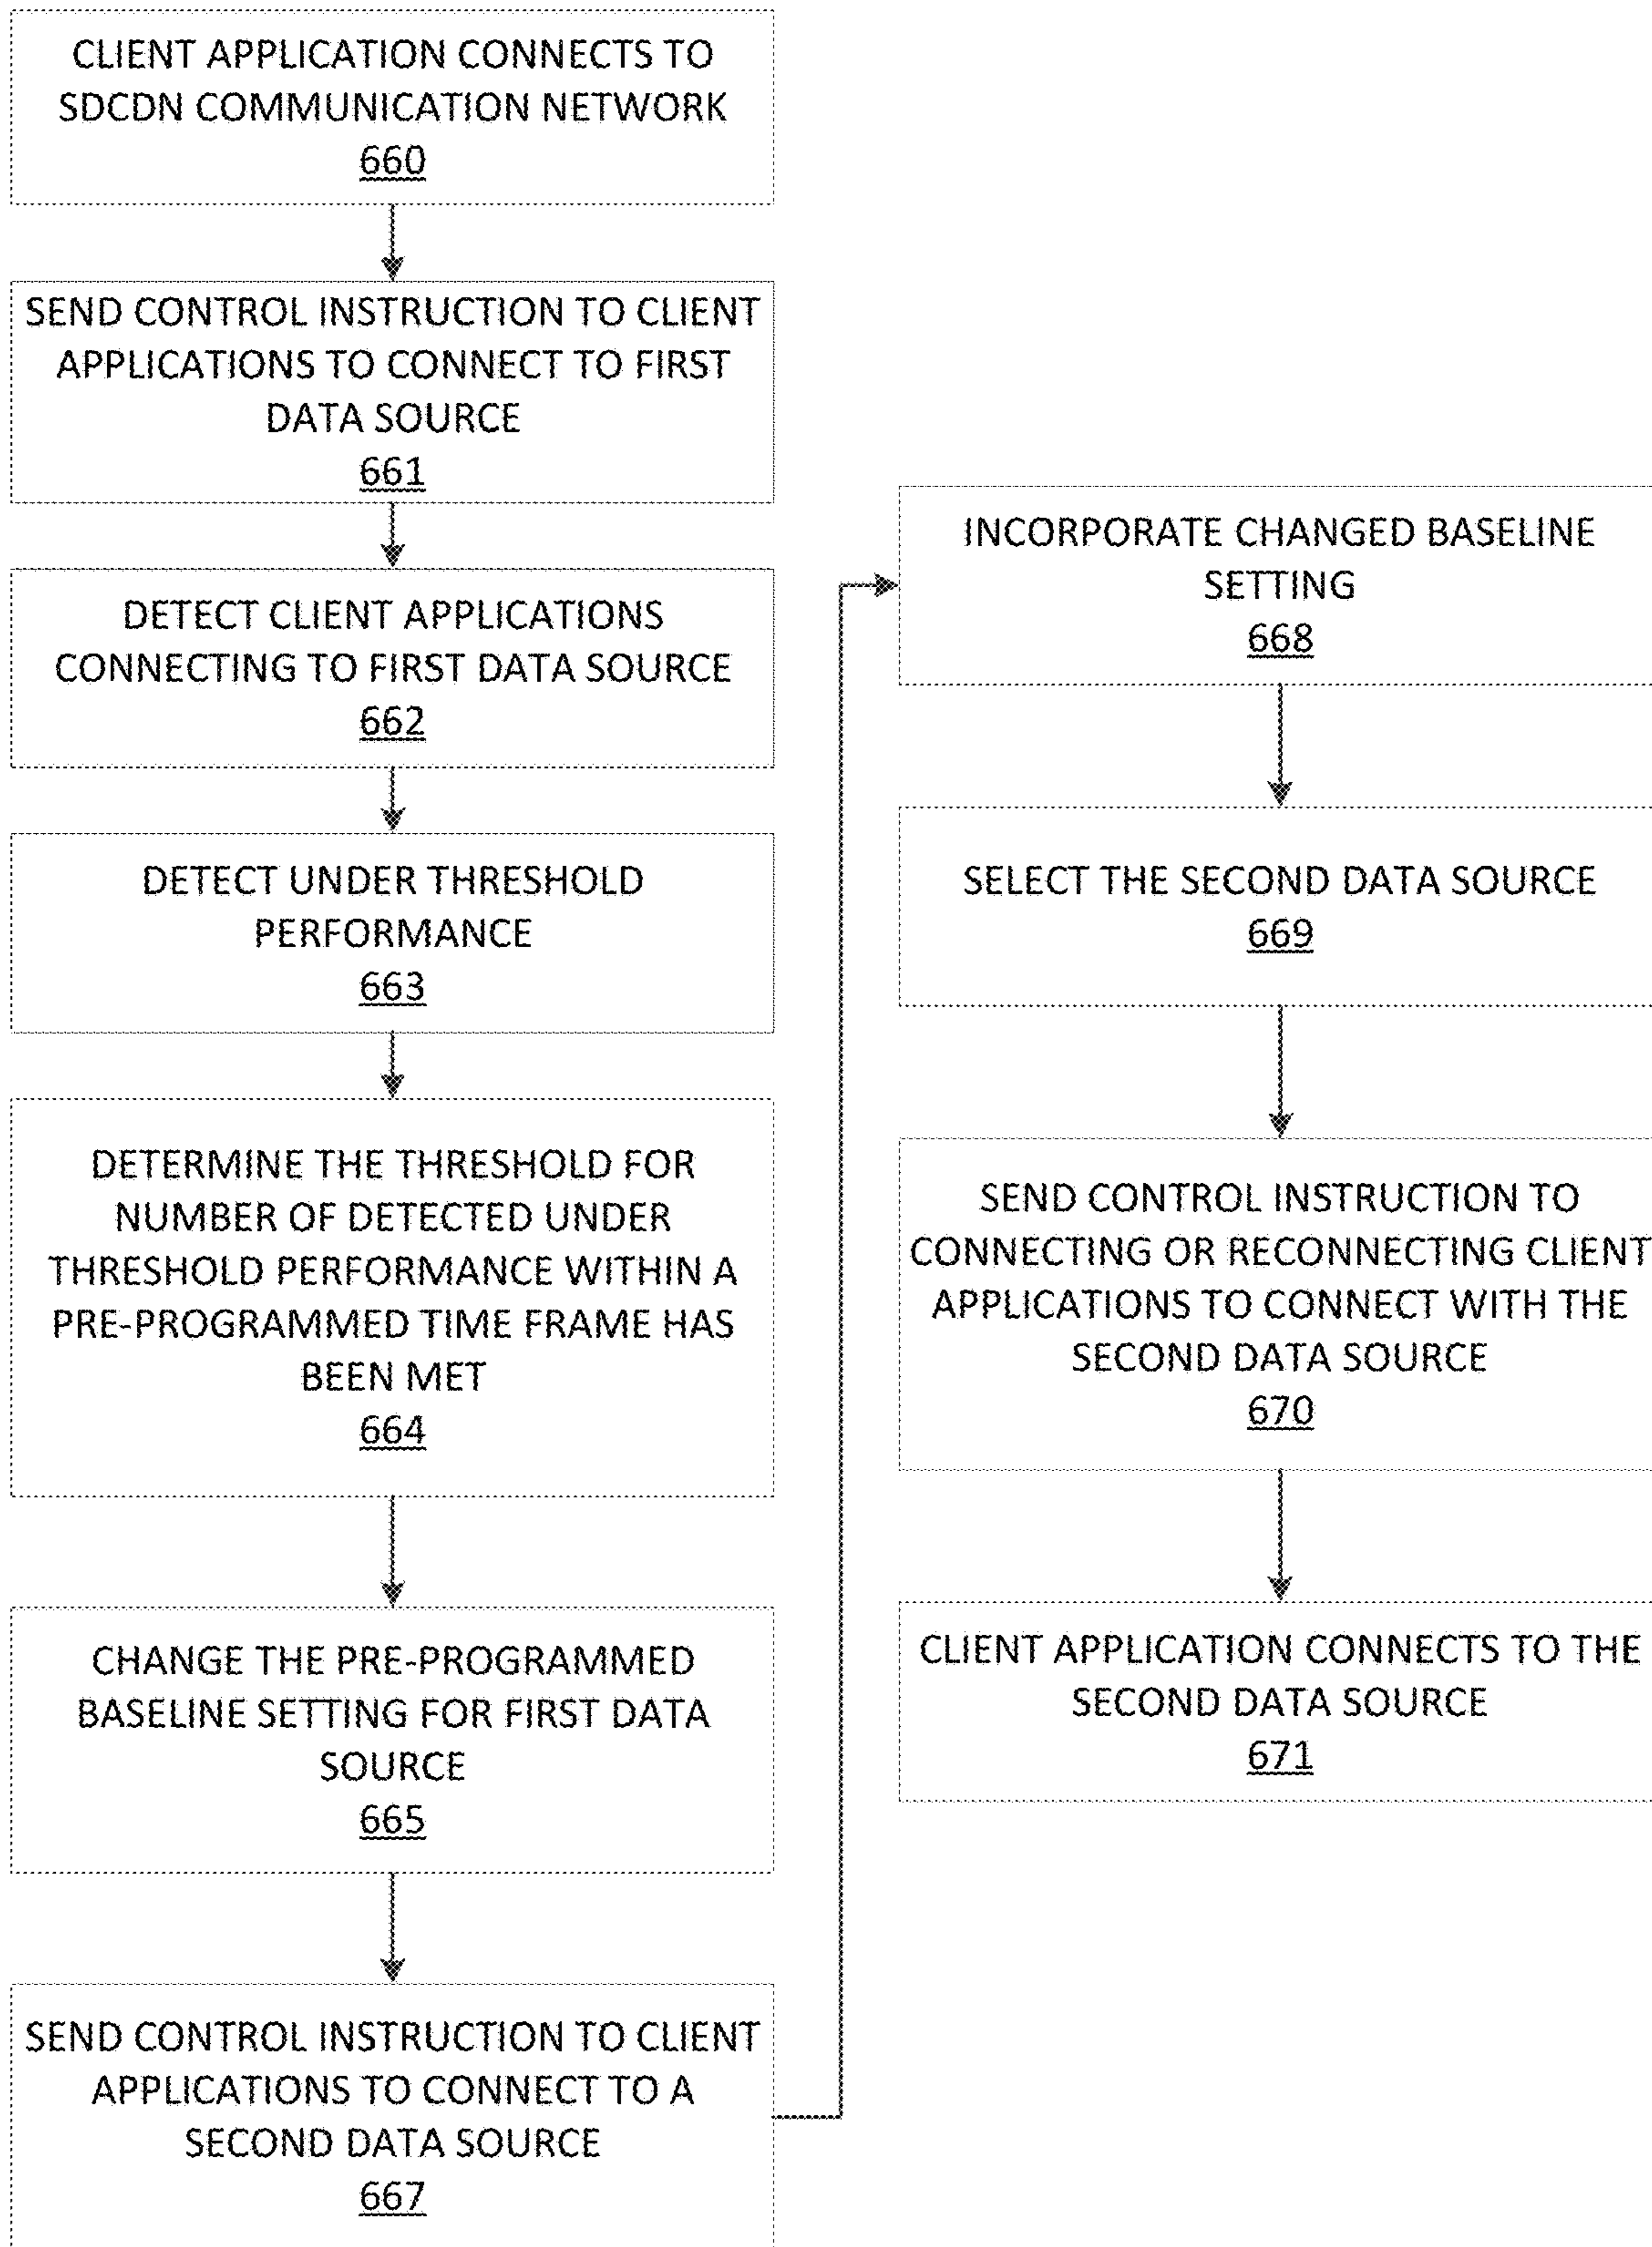 CLIENT APPLICATION CONNECTS TO
SDCDN COMMUNICATION NETWORK
660
SEND CONTROL INSTRUCTION TO CLIENT
APPLICATIONS TO CONNECT TO FIRST
DATA SOURCE
661
DETECT CLIENT APPLICATIONS
CONNECTING TO FIRST DATA SOURCE
662
DETECT UNDER THRESHOLD
PERFORMANCE
663
DETERMINE THE THRESHOLD FOR
NUMBER OF DETECTED UNDER
THRESHOLD PERFORMANCE WITHIN A
PRE-PROGRAMMED TIME FRAME HAS
BEEN MET
664
CHANGE THE PRE-PROGRAMMED
BASELINE SETTING FOR FIRST DATA
SOURCE
665
SEND CONTROL INSTRUCTION TO CLIENT
APPLICATIONS TO CONNECT TO A
SECOND DATA SOURCE
667
INCORPORATE CHANGED BASELINE
SETTING
668
SELECT THE SECOND DATA SOURCE
669
SEND CONTROL INSTRUCTION TO
CONNECTING OR RECONNECTING CLIENT
APPLICATIONS TO CONNECT WITH THE
SECOND DATA SOURCE
670
CLIENT APPLICATION CONNECTS TO THE
SECOND DATA SOURCE
671